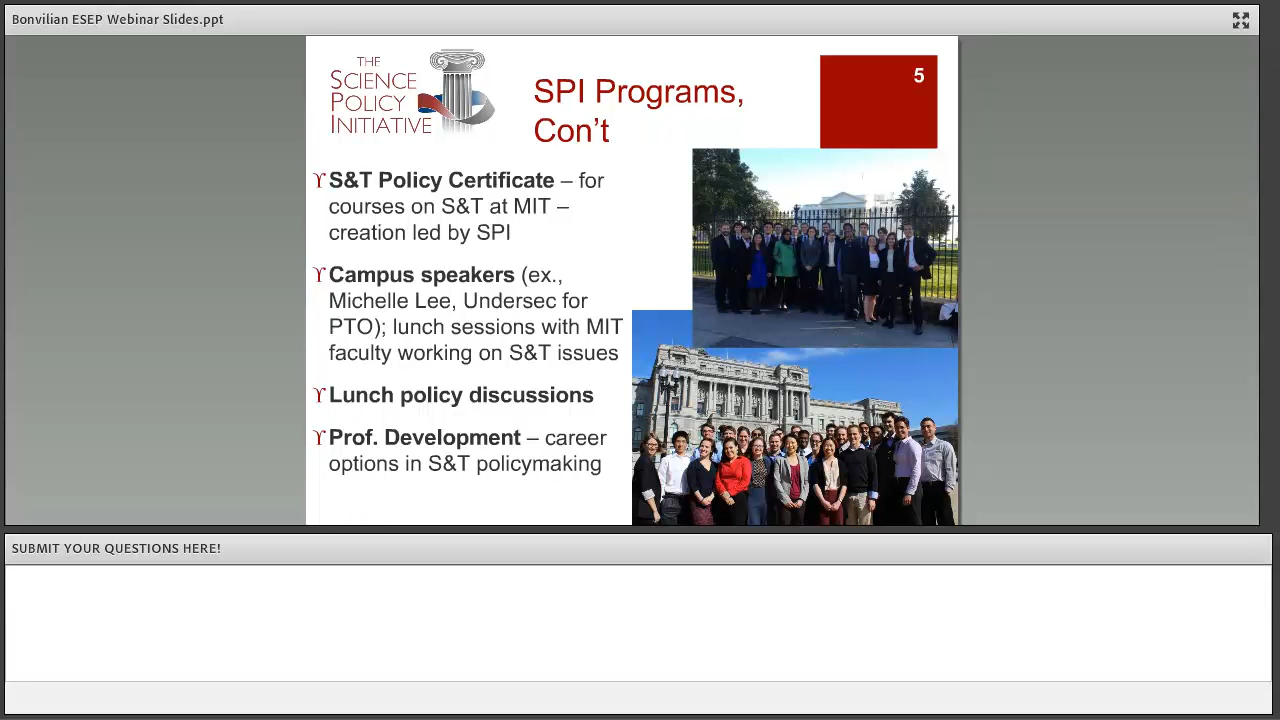 Bonvilian ESEP Webinar Slides.ppt
THE
SCIENCE
POLICY
INITIATIVE
SPI Programs,
Con't
5
S&T Policy Certificate – for
courses on S&T at MIT –
creation led by SPI
Campus speakers (ex.,
Michelle Lee, Undersec for
PTO); lunch sessions with MIT
faculty working on S&T issues
Lunch policy discussions
Prof. Development – career
options in S&T policymaking
SUBMIT YOUR QUESTIONS HERE!